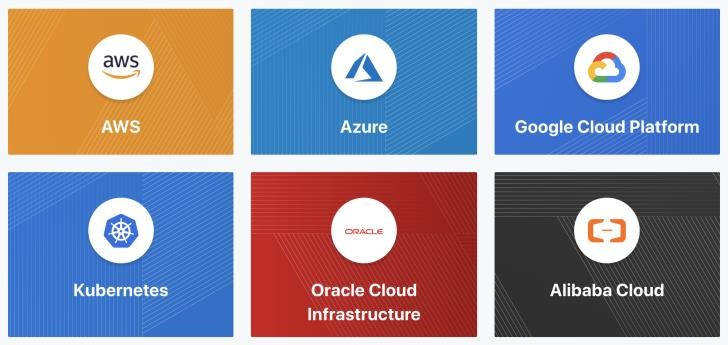 aws
AWS
Azure
Google Cloud Platform
Kubernetes
ORACLE
Oracle Cloud
Infrastructure
Alibaba Cloud